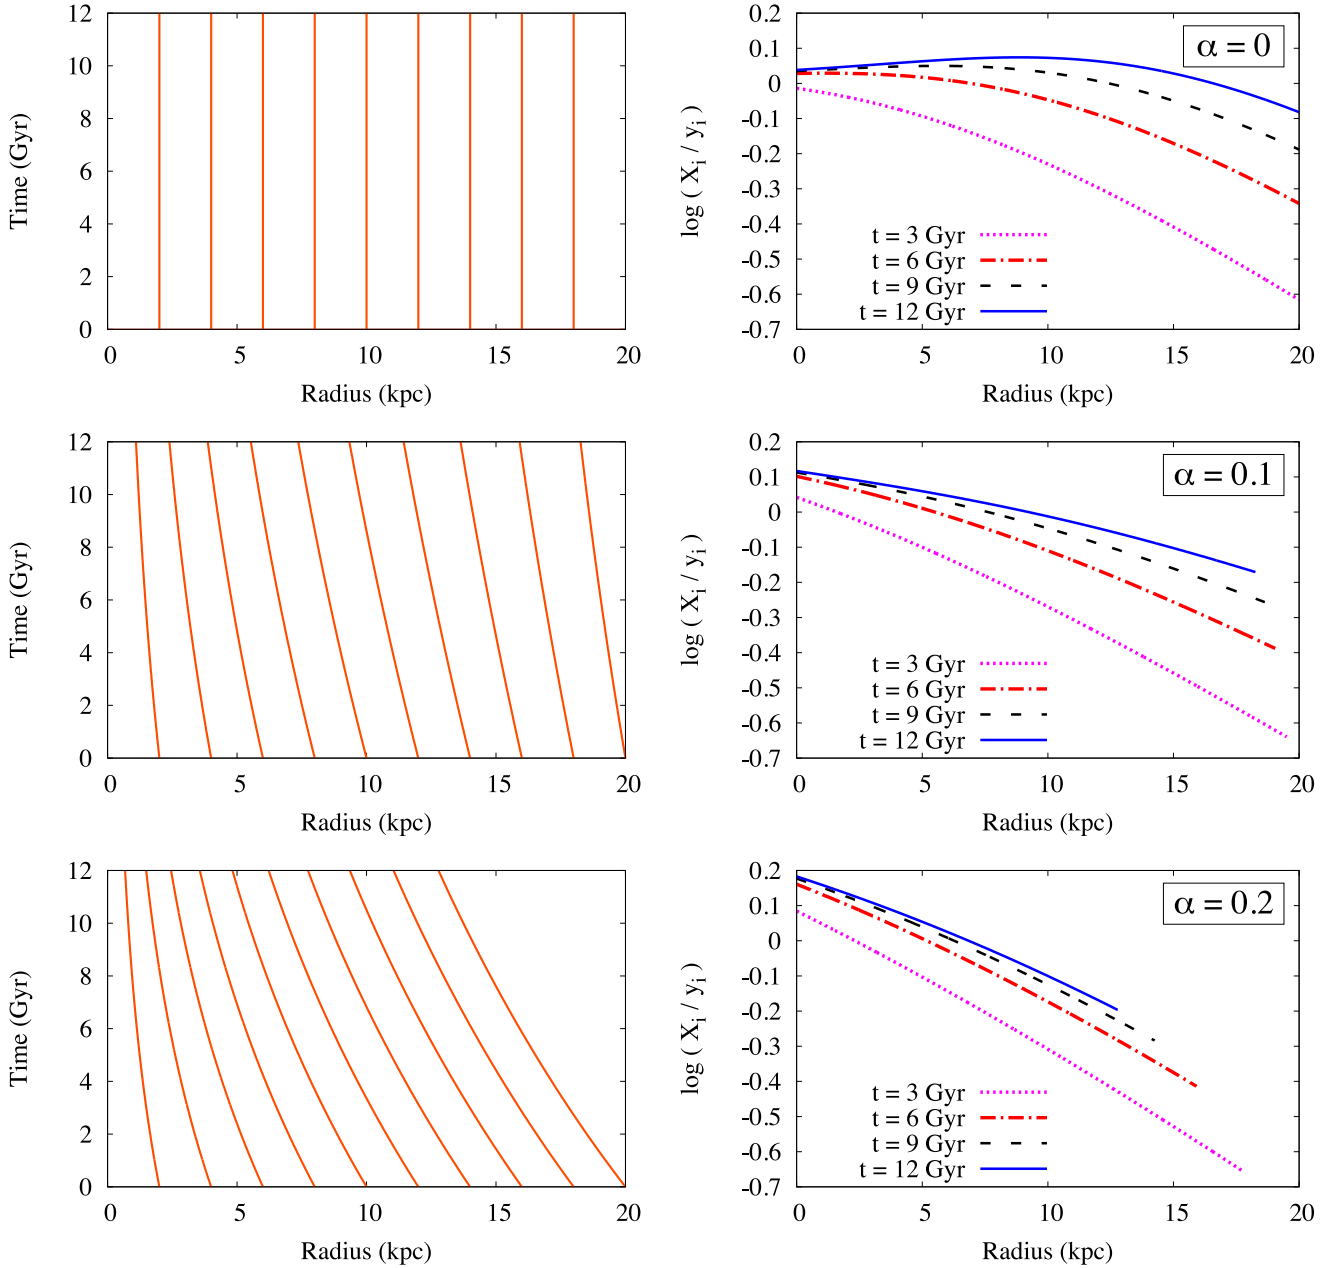 12
10
8
6
4
2
0
Time (Gyr)
0 5 10 15 20
Radius (kpc)
0.2
0.1
0
-0.1
-0.2
-0.3
-0.4
-0.5
-0.6
-0.7
log ( X_i / y_i )
α = 0
t = 3 Gyr
t = 6 Gyr
t = 9 Gyr
t = 12 Gyr
0 5 10 15 20
Radius (kpc)
12
10
8
6
4
2
0
Time (Gyr)
0 5 10 15 20
Radius (kpc)
0.2
0.1
0
-0.1
-0.2
-0.3
-0.4
-0.5
-0.6
-0.7
log ( X_i / y_i )
α = 0.1
t = 3 Gyr
t = 6 Gyr
t = 9 Gyr
t = 12 Gyr
0 5 10 15 20
Radius (kpc)
12
10
8
6
4
2
0
Time (Gyr)
0 5 10 15 20
Radius (kpc)
0.2
0.1
0
-0.1
-0.2
-0.3
-0.4
-0.5
-0.6
-0.7
log ( X_i / y_i )
α = 0.2
t = 3 Gyr
t = 6 Gyr
t = 9 Gyr
t = 12 Gyr
0 5 10 15 20
Radius (kpc)